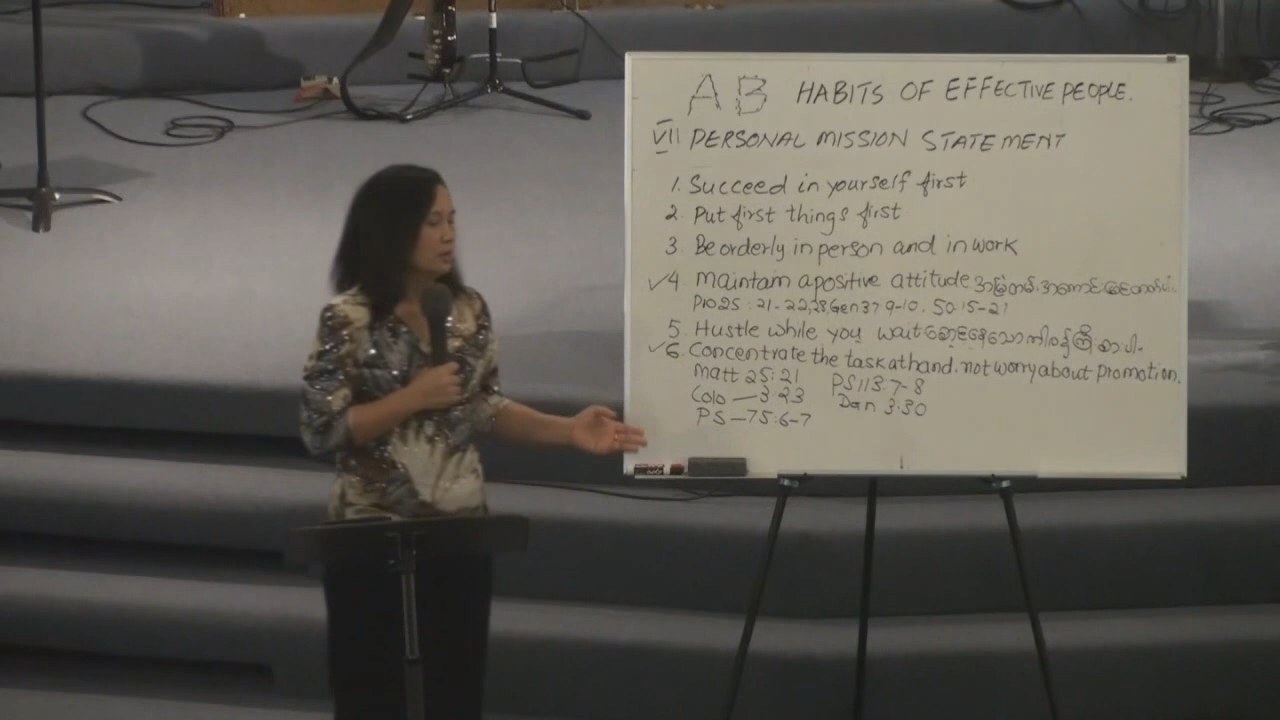 AB HABITS OF EFFECTIVE PEOPLE.
VII PERSONAL MISSION STATEMENT
1. Succeed in yourself first
2. Put first things first
3. Be orderly in person and in work
✓4 Maintain a positive attitude
Pro 25:21-22,28, Gen 37 9-10. 50:15-21
5. Hustle while you wait
✓6. Concentrate the task at hand. not worry about promotion.
Matt 25:21 PS 113:7-8
Colo — 3:23 Dan 3:30
PS — 75:6-7